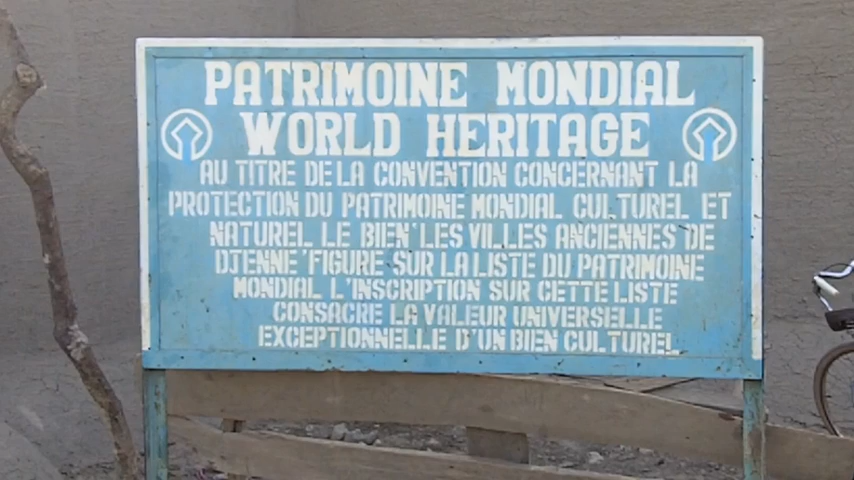 PATRIMOINE MONDIAL
WORLD HERITAGE
AU TITRE DE LA CONVENTION CONCERNANT LA
PROTECTION DU PATRIMOINE MONDIAL CULTUREL ET
NATUREL LE BIEN'LES VILLES ANCIENNES DE
DJENNE'FIGURE SUR LA LISTE DU PATRIMOINE
MONDIAL L'INSCRIPTION SUR CETTE LISTE
CONSACRE LA VALEUR UNIVERSELLE
EXCEPTIONNELLE D'UN BIEN CULTUREL